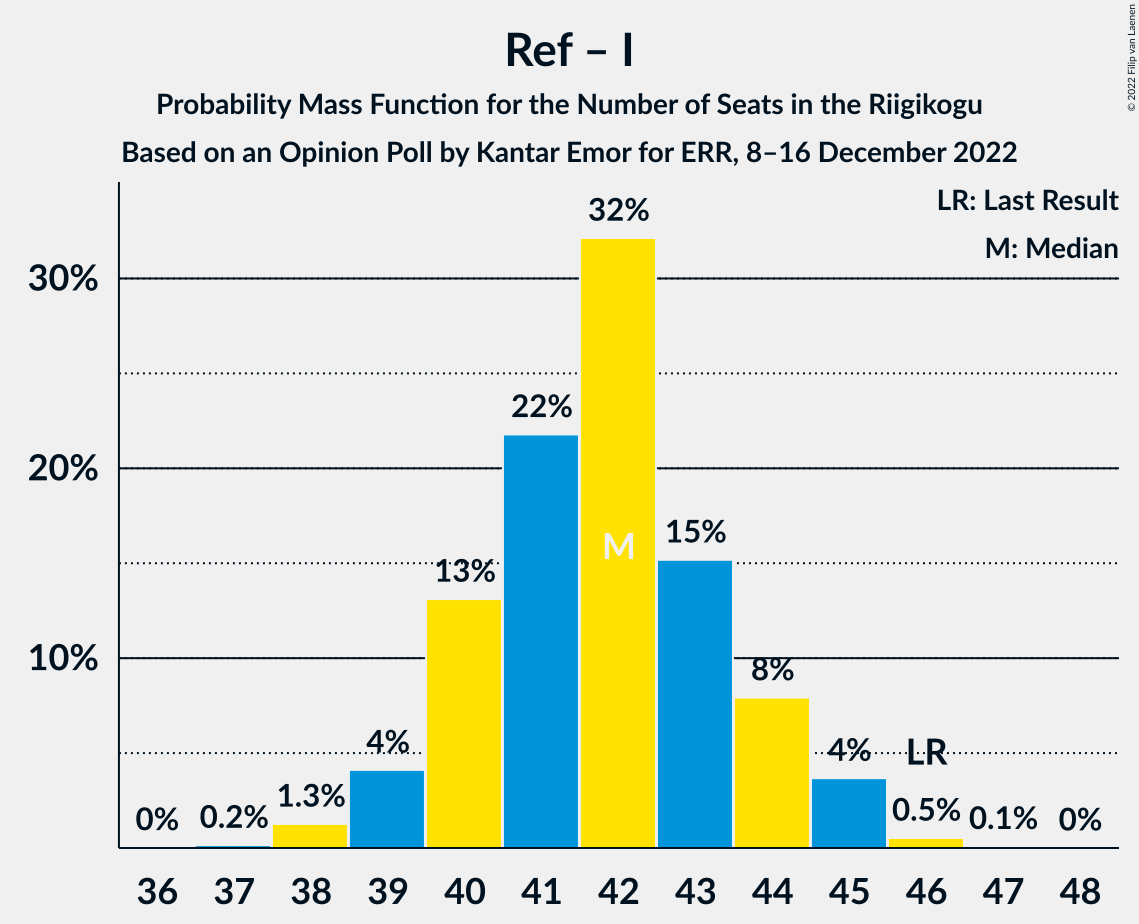 Ref – I
Probability Mass Function for the Number of Seats in the Riigikogu
Based on an Opinion Poll by Kantar Emor for ERR, 8–16 December 2022
© 2022 Filip van Laenen
LR: Last Result
M: Median
30%
20%
10%
0%
0.2%
1.3%
4%
13%
22%
32%
M
15%
8%
4%
LR
0.5%
0.1%
0%
36 37 38 39 40 41 42 43 44 45 46 47 48